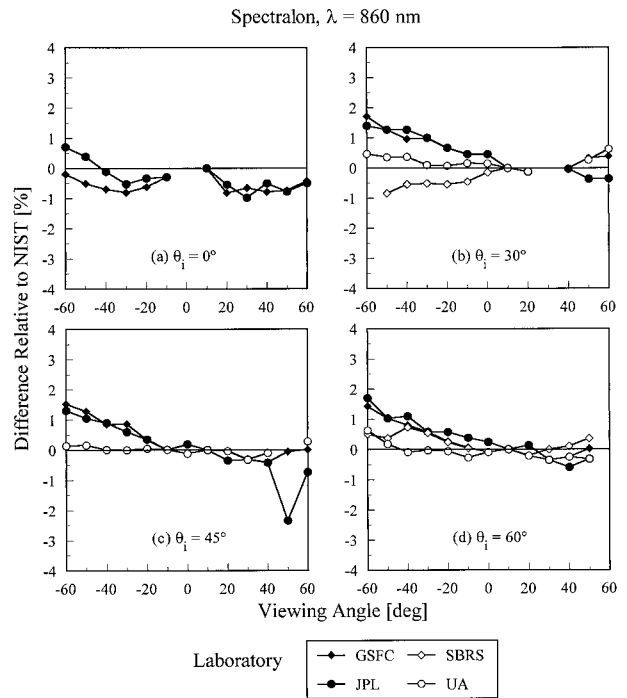 Spectralon, λ = 860 nm
Difference Relative to NIST [%]
4
3
2
1
0
-1
-2
-3
-4
(a) θi = 0°
-60 -40 -20 0 20 40 60
4
3
2
1
0
-1
-2
-3
-4
(b) θi = 30°
-60 -40 -20 0 20 40 60
4
3
2
1
0
-1
-2
-3
-4
(c) θi = 45°
-60 -40 -20 0 20 40 60
4
3
2
1
0
-1
-2
-3
-4
(d) θi = 60°
-60 -40 -20 0 20 40 60
Viewing Angle [deg]
Laboratory
GSFC SBRS
JPL UA